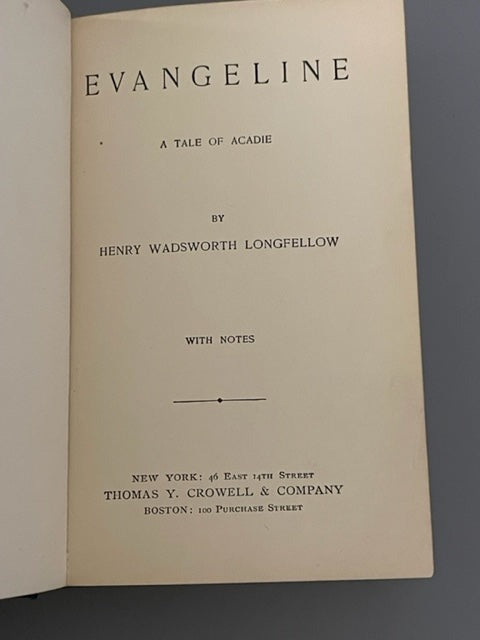 EVANGELINE
A TALE OF ACADIE
BY
HENRY WADSWORTH LONGFELLOW
WITH NOTES
NEW YORK: 46 EAST 14TH STREET
THOMAS Y. CROWELL & COMPANY
BOSTON: 100 PURCHASE STREET